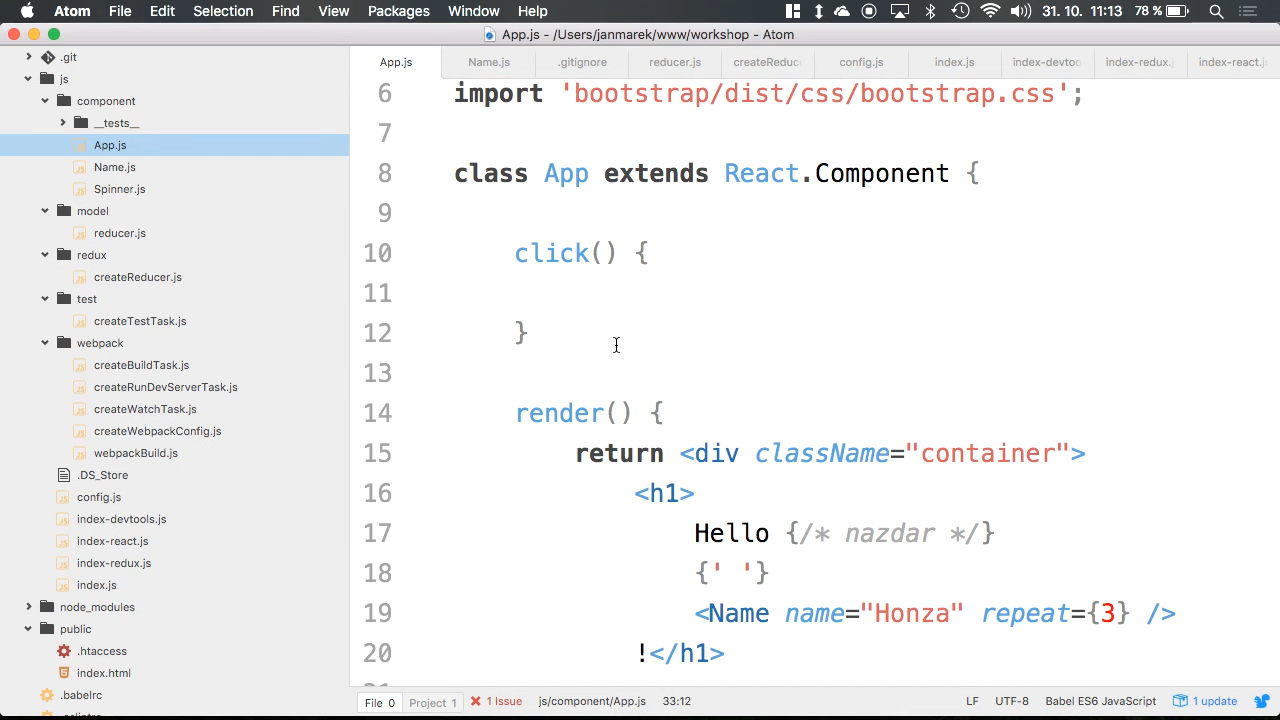 Atom File Edit Selection Find View Packages Window Help 31. 10. 11:13 78 %
App.js - /Users/janmarek/www/workshop - Atom
App.js Name.js .gitignore reducer.js createReduc config.js index.js index-devtoo index-redux. index-react.j
.git
js
component
__tests__
App.js
Name.js
Spinner.js
model
reducer.js
redux
createReducer.js
test
createTestTask.js
webpack
createBuildTask.js
createRunDevServerTask.js
createWatchTask.js
createWebpackConfig.js
webpackBuild.js
.DS_Store
config.js
index-devtools.js
index-react.js
index-redux.js
index.js
node_modules
public
.htaccess
index.html
.babelrc
6 import 'bootstrap/dist/css/bootstrap.css';
7
8 class App extends React.Component {
9
10 click() {
11
12 }
13
14 render() {
15 return <div className="container">
16 <h1>
17 Hello {/* nazdar */}
18 {' '}
19 <Name name="Honza" repeat={3} />
20 !</h1>
File 0 Project 1 1 Issue js/component/App.js 33:12 LF UTF-8 Babel ES6 JavaScript 1 update